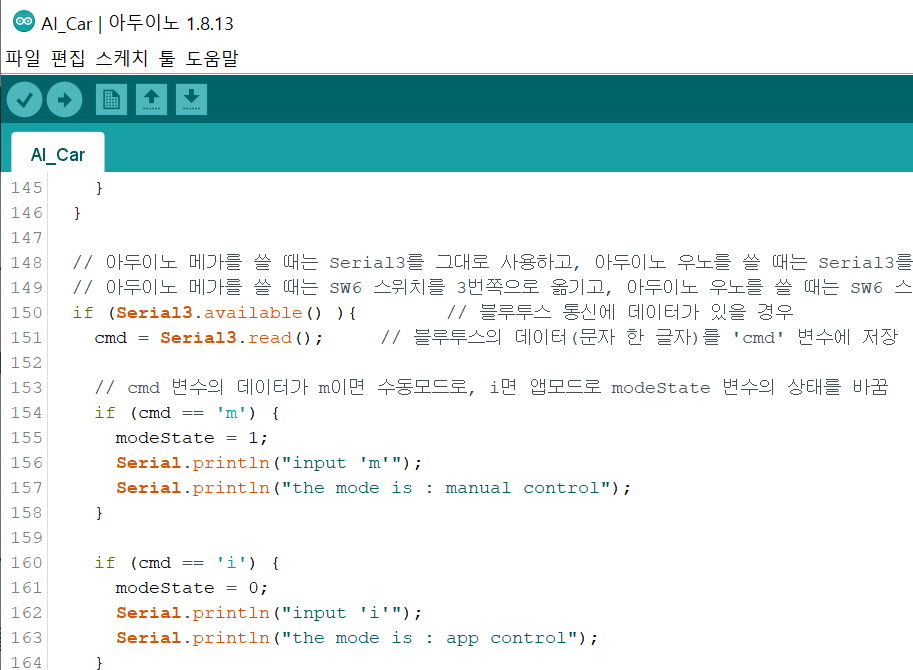 AI_Car | 아두이노 1.8.13
파일 편집 스케치 툴 도움말
AI_Car
145 }
146 }
147
148 // 아두이노 메가를 쓸 때는 Serial3를 그대로 사용하고, 아두이노 우노를 쓸 때는 Serial3를
149 // 아두이노 메가를 쓸 때는 SW6 스위치를 3번쪽으로 옮기고, 아두이노 우노를 쓸 때는 SW6 스
150 if (Serial3.available() ){ // 블루투스 통신에 데이터가 있을 경우
151 cmd = Serial3.read(); // 블루투스의 데이터(문자 한 글자)를 'cmd' 변수에 저장
152
153 // cmd 변수의 데이터가 m이면 수동모드로, i면 앱모드로 modeState 변수의 상태를 바꿈
154 if (cmd == 'm') {
155 modeState = 1;
156 Serial.println("input 'm'");
157 Serial.println("the mode is : manual control");
158 }
159
160 if (cmd == 'i') {
161 modeState = 0;
162 Serial.println("input 'i'");
163 Serial.println("the mode is : app control");
164 }